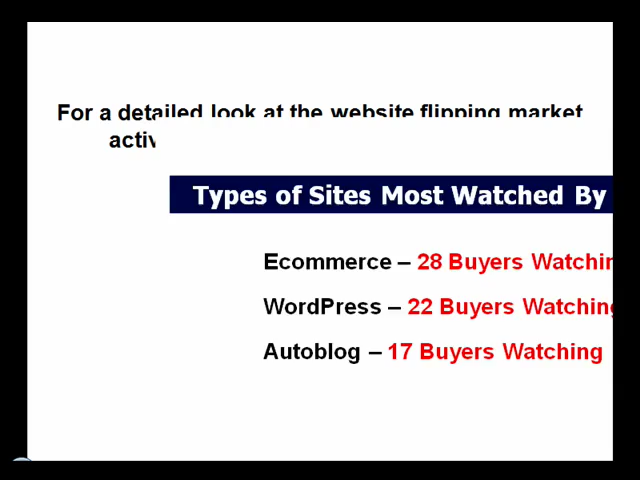 For a detailed look at the website flipping market
activ
Types of Sites Most Watched By
Ecommerce – 28 Buyers Watchin
WordPress – 22 Buyers Watching
Autoblog – 17 Buyers Watching